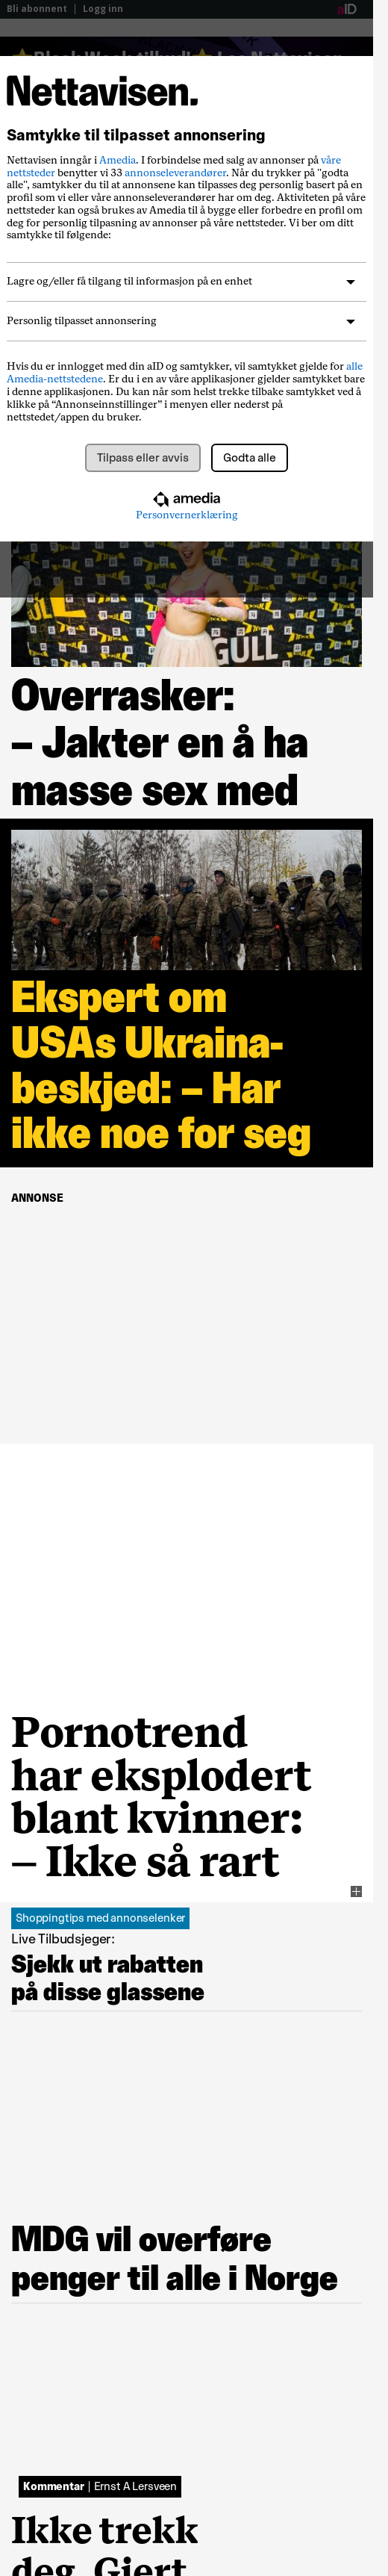 Bli abonnent | Logg inn
aID
Nettavisen.
Samtykke til tilpasset annonsering
Nettavisen inngår i Amedia. I forbindelse med salg av annonser på våre
nettsteder benytter vi 33 annonseleverandører. Når du trykker på "godta
alle", samtykker du til at annonsene kan tilpasses deg personlig basert på en
profil som vi eller våre annonseleverandører har om deg. Aktiviteten på våre
nettsteder kan også brukes av Amedia til å bygge eller forbedre en profil om
deg for personlig tilpasning av annonser på våre nettsteder. Vi ber om ditt
samtykke til følgende:
Lagre og/eller få tilgang til informasjon på en enhet
Personlig tilpasset annonsering
Hvis du er innlogget med din aID og samtykker, vil samtykket gjelde for alle
Amedia-nettstedene. Er du i en av våre applikasjoner gjelder samtykket bare
i denne applikasjonen. Du kan når som helst trekke tilbake samtykket ved å
klikke på “Annonseinnstillinger” i menyen eller nederst på
nettstedet/appen du bruker.
Tilpass eller avvis
Godta alle
amedia
Personvernerklæring
GULL
Overrasker:
– Jakter en å ha
masse sex med
Ekspert om
USAs Ukraina-
beskjed: – Har
ikke noe for seg
ANNONSE
Pornotrend
har eksplodert
blant kvinner:
– Ikke så rart
Shoppingtips med annonselenker
Live Tilbudsjeger:
Sjekk ut rabatten
på disse glassene
MDG vil overføre
penger til alle i Norge
Kommentar | Ernst A Lersveen
Ikke trekk
deg, Gjert